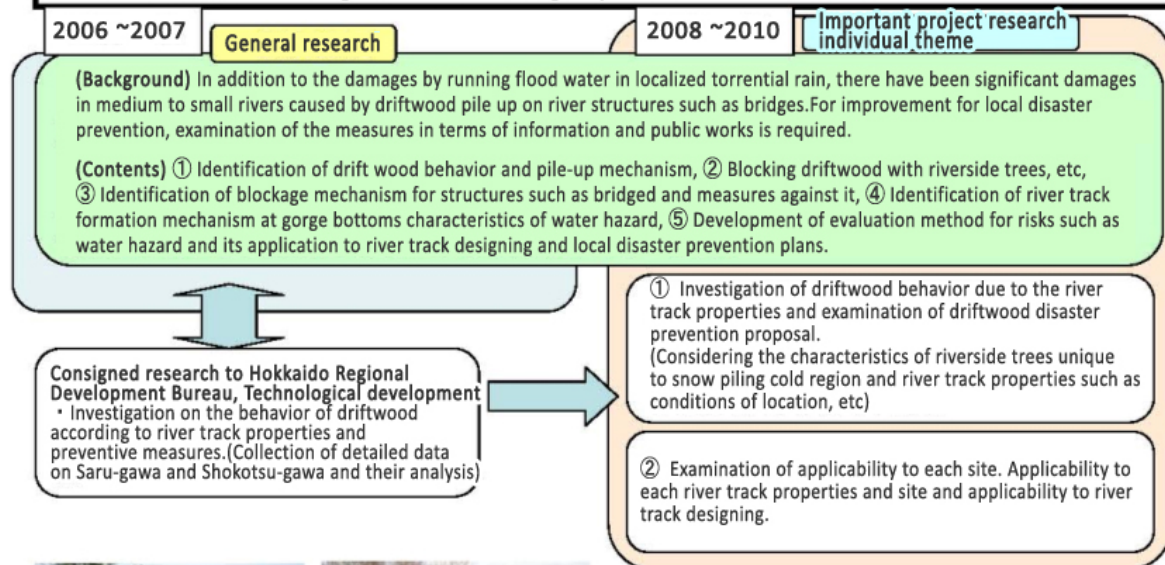 2006 ~2007
General research
2008 ~2010
Important project research
individual theme
(Background) In addition to the damages by running flood water in localized torrential rain, there have been significant damages
in medium to small rivers caused by driftwood pile up on river structures such as bridges.For improvement for local disaster
prevention, examination of the measures in terms of information and public works is required.
(Contents) ① Identification of drift wood behavior and pile-up mechanism, ② Blocking driftwood with riverside trees, etc,
③ Identification of blockage mechanism for structures such as bridged and measures against it, ④ Identification of river track
formation mechanism at gorge bottoms characteristics of water hazard, ⑤ Development of evaluation method for risks such as
water hazard and its application to river track designing and local disaster prevention plans.
Consigned research to Hokkaido Regional
Development Bureau, Technological development
・Investigation on the behavior of driftwood
according to river track properties and
preventive measures.(Collection of detailed data
on Saru-gawa and Shokotsu-gawa and their analysis)
① Investigation of driftwood behavior due to the river
track properties and examination of driftwood disaster
prevention proposal.
(Considering the characteristics of riverside trees unique
to snow piling cold region and river track properties such as
conditions of location, etc)
② Examination of applicability to each site. Applicability to
each river track properties and site and applicability to river
track designing.